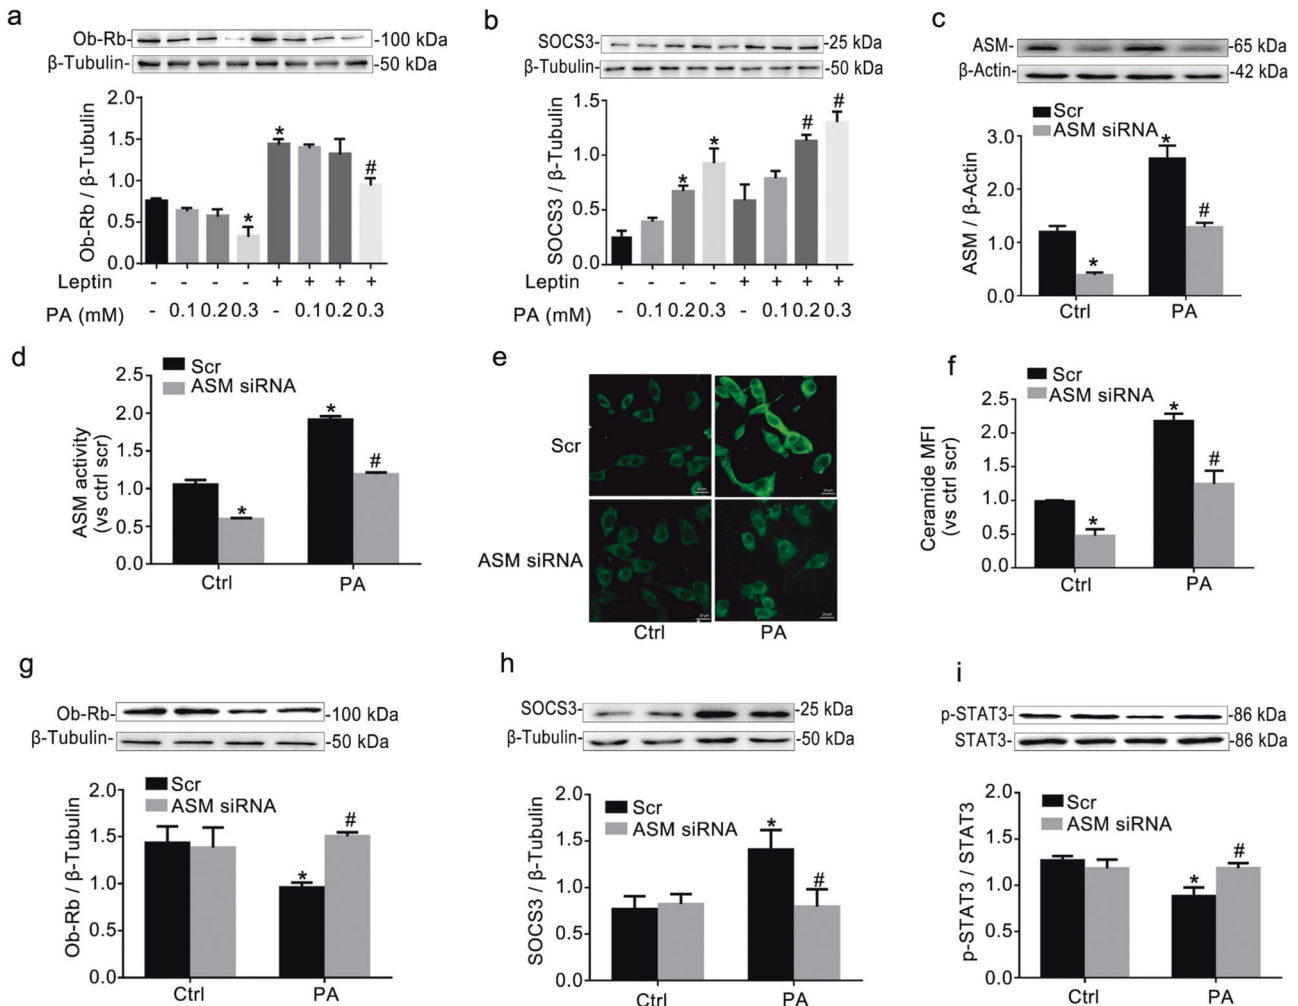 a
Ob-Rb-
-100 kDa
β-Tubulin-
-50 kDa
Ob-Rb / β-Tubulin
2.0
1.5
1.0
0.5
0.0
*
*
#
Leptin - - - - + + + +
PA (mM) - 0.1 0.2 0.3 - 0.1 0.2 0.3
b
SOCS3-
-25 kDa
β-Tubulin-
-50 kDa
SOCS3 / β-Tubulin
1.5
1.0
0.5
0.0
*
*
#
#
- - - - + + + +
- 0.1 0.2 0.3 - 0.1 0.2 0.3
c
ASM-
-65 kDa
β-Actin-
-42 kDa
Scr
ASM siRNA
ASM / β-Actin
3.0
2.0
1.0
0.0
*
*
#
Ctrl PA
d
Scr
ASM siRNA
ASM activity
(vs ctrl scr)
2.5
2.0
1.5
1.0
0.5
0.0
*
*
#
Ctrl PA
e
Scr
ASM siRNA
Ctrl PA
f
Scr
ASM siRNA
Ceramide MFI
(vs ctrl scr)
2.5
2.0
1.5
1.0
0.5
0.0
*
*
#
Ctrl PA
g
Ob-Rb-
-100 kDa
β-Tubulin-
-50 kDa
Scr
ASM siRNA
Ob-Rb / β-Tubulin
2.0
1.5
1.0
0.5
0.0
*
#
Ctrl PA
h
SOCS3-
-25 kDa
β-Tubulin-
-50 kDa
Scr
ASM siRNA
SOCS3 / β-Tubulin
2.0
1.5
1.0
0.5
0.0
*
#
Ctrl PA
i
p-STAT3-
-86 kDa
STAT3-
-86 kDa
Scr
ASM siRNA
p-STAT3 / STAT3
2.0
1.5
1.0
0.5
0.0
*
#
Ctrl PA